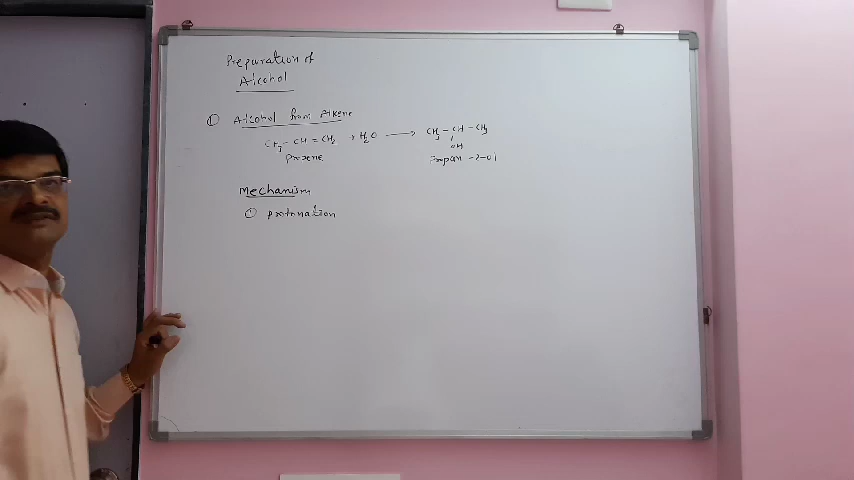 Preparation of
Alcohol
① Alcohol from Alkene
CH₃ - CH = CH₂ + H₂O ⟶ CH₃ - CH - CH₃
OH
Propene Propan-2-ol
Mechanism
① protonation